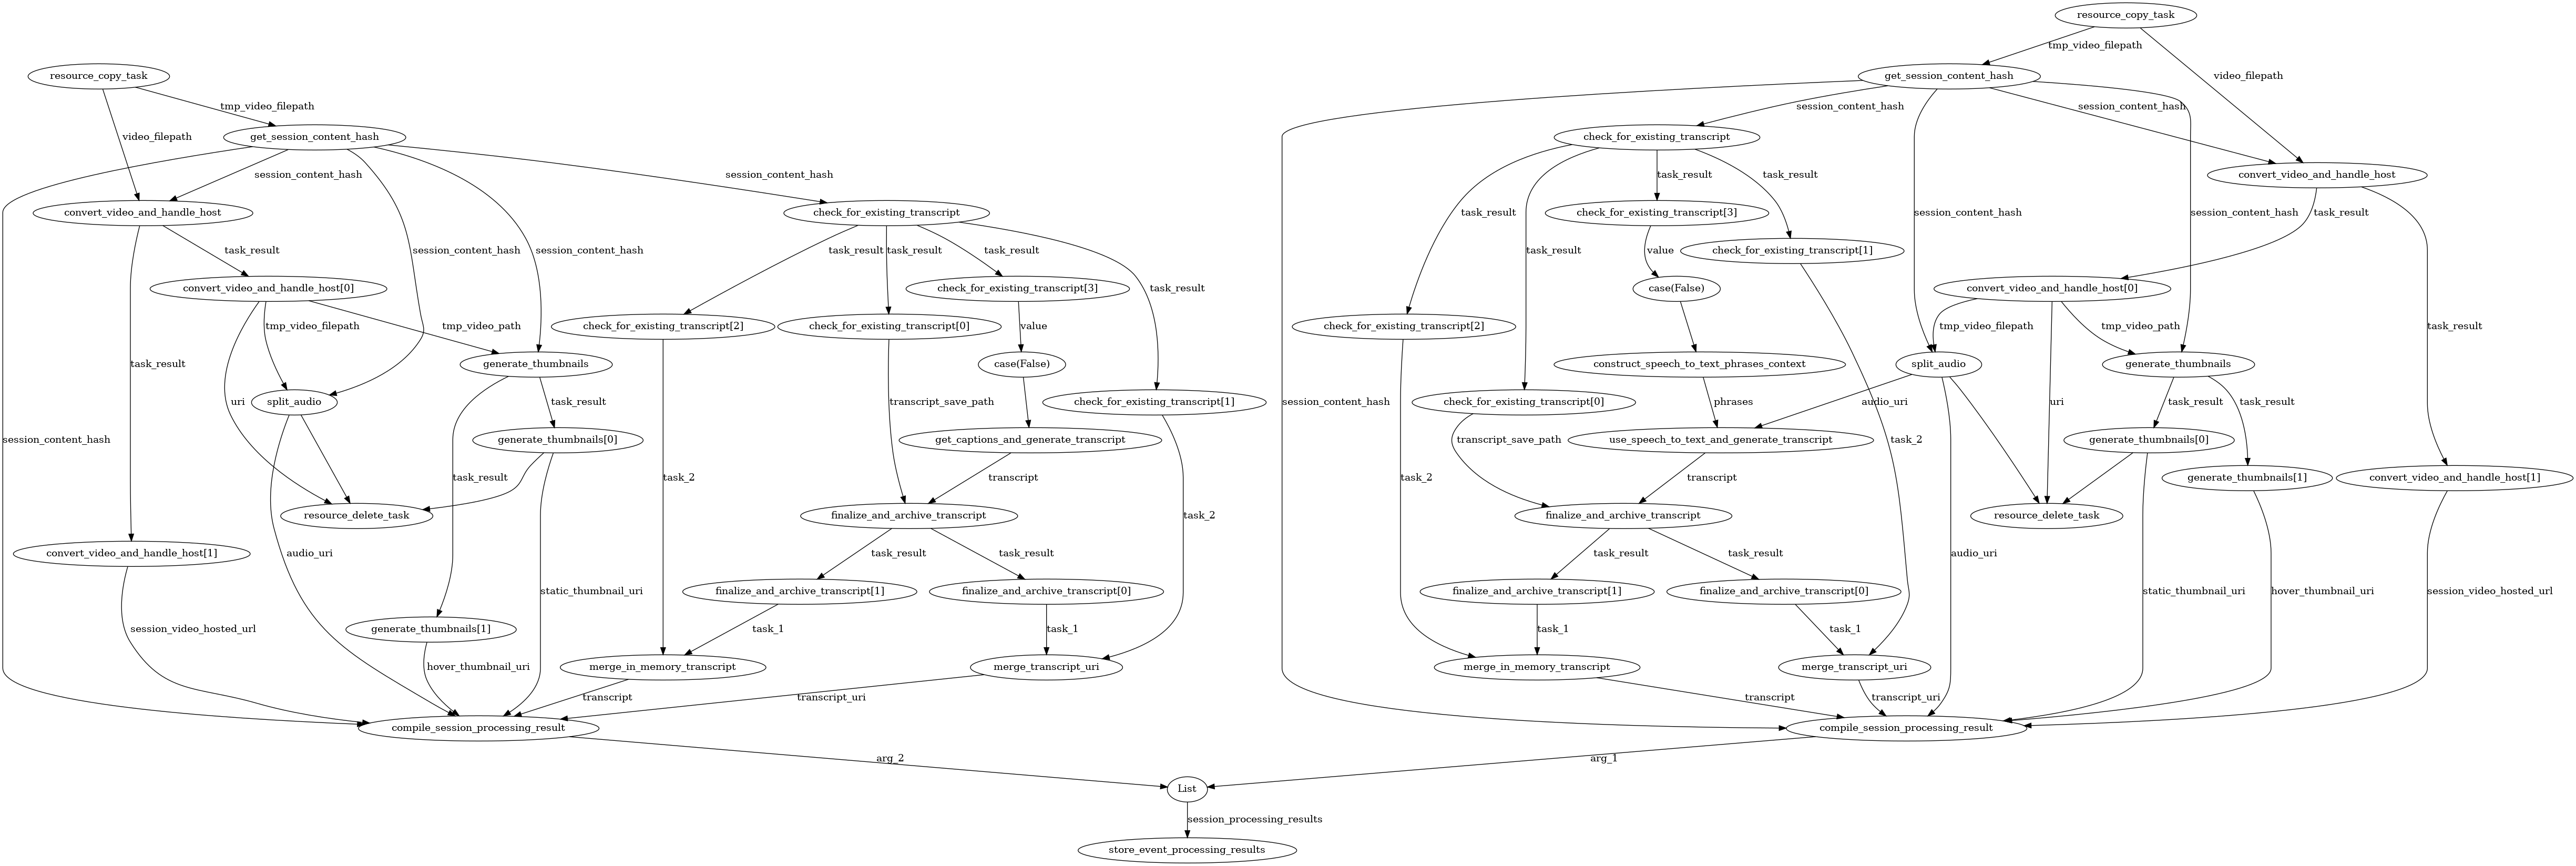 resource_copy_task
tmp_video_filepath
resource_copy_task
get_session_content_hash
tmp_video_filepath
video_filepath
session_content_hash
session_content_hash
video_filepath
get_session_content_hash
check_for_existing_transcript
session_content_hash
session_content_hash
task_result
task_result
convert_video_and_handle_host
convert_video_and_handle_host
check_for_existing_transcript
task_result
check_for_existing_transcript[3]
session_content_hash
session_content_hash
task_result
task_result
session_content_hash
session_content_hash
task_result
task_result
task_result
task_result
value
check_for_existing_transcript[1]
convert_video_and_handle_host[0]
check_for_existing_transcript[3]
task_result
case(False)
convert_video_and_handle_host[0]
tmp_video_filepath
tmp_video_path
check_for_existing_transcript[2]
check_for_existing_transcript[0]
value
check_for_existing_transcript[2]
tmp_video_filepath
tmp_video_path
task_result
task_result
generate_thumbnails
case(False)
construct_speech_to_text_phrases_context
split_audio
generate_thumbnails
uri
split_audio
task_result
transcript_save_path
check_for_existing_transcript[1]
session_content_hash
check_for_existing_transcript[0]
phrases
audio_uri
uri
task_result
task_result
session_content_hash
generate_thumbnails[0]
get_captions_and_generate_transcript
transcript_save_path
use_speech_to_text_and_generate_transcript
task_2
generate_thumbnails[0]
task_result
task_2
transcript
task_2
transcript
generate_thumbnails[1]
convert_video_and_handle_host[1]
resource_delete_task
finalize_and_archive_transcript
task_2
finalize_and_archive_transcript
resource_delete_task
convert_video_and_handle_host[1]
audio_uri
task_result
task_result
task_result
task_result
audio_uri
static_thumbnail_uri
finalize_and_archive_transcript[1]
finalize_and_archive_transcript[0]
finalize_and_archive_transcript[1]
finalize_and_archive_transcript[0]
static_thumbnail_uri
hover_thumbnail_uri
session_video_hosted_url
session_video_hosted_url
generate_thumbnails[1]
task_1
task_1
task_1
task_1
hover_thumbnail_uri
merge_in_memory_transcript
merge_transcript_uri
merge_in_memory_transcript
merge_transcript_uri
transcript
transcript_uri
transcript
transcript_uri
compile_session_processing_result
compile_session_processing_result
arg_2
arg_1
List
session_processing_results
store_event_processing_results